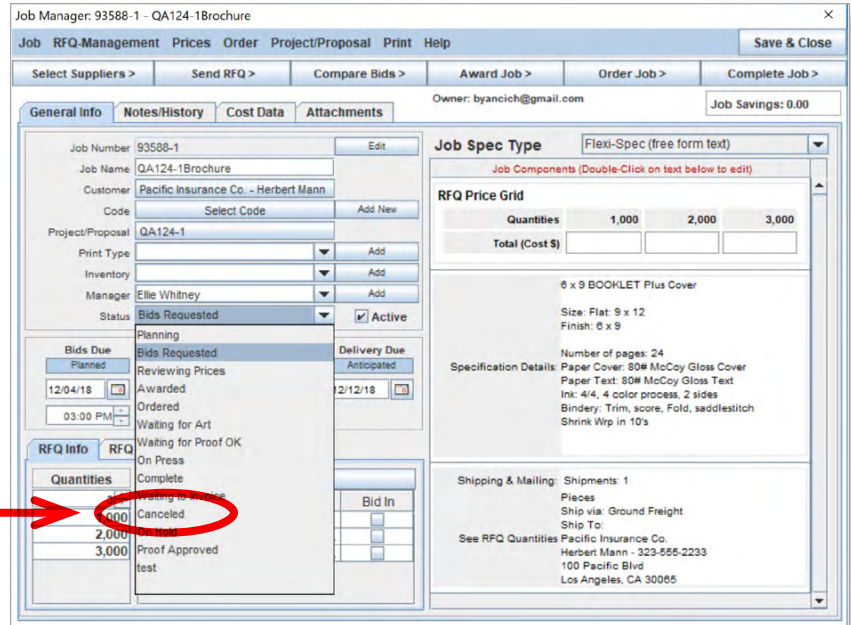 Job Manager: 93588-1 - QA124-1Brochure
Job RFQ-Management Prices Order Project/Proposal Print Help Save & Close
Select Suppliers > Send RFQ > Compare Bids > Award Job > Order Job > Complete Job >
Owner: byancich@gmail.com
Job Savings: 0.00
General Info Notes/History Cost Data Attachments
Job Number 93588-1 Edit
Job Name QA124-1Brochure
Customer Pacific Insurance Co. - Herbert Mann
Code Select Code Add New
Project/Proposal QA124-1
Print Type Add
Inventory Add
Manager Ellie Whitney Add
Status Bids Requested Active
Planning
Bids Requested
Reviewing Prices
Awarded
Ordered
Waiting for Art
Waiting for Proof OK
On Press
Complete
Waiting to Invoice
Canceled
On Hold
Proof Approved
test
Bids Due
Planned
12/04/18
03:00 PM
Delivery Due
Anticipated
12/12/18
RFQ Info RFQ
Quantities
3
1,000
2,000
3,000
Bid In
Job Spec Type Flexi-Spec (free form text)
Job Components (Double-Click on text below to edit)
RFQ Price Grid
Quantities 1,000 2,000 3,000
Total (Cost $)
6 x 9 BOOKLET Plus Cover
Size: Flat: 9 x 12
Finish: 6 x 9
Number of pages: 24
Specification Details: Paper Cover: 80# McCoy Gloss Cover
Paper Text: 80# McCoy Gloss Text
Ink: 4/4, 4 color process, 2 sides
Bindery: Trim, score, Fold, saddlestitch
Shrink Wrp in 10's
Shipping & Mailing: Shipments: 1
Pieces
Ship via: Ground Freight
Ship To:
See RFQ Quantities Pacific Insurance Co.
Herbert Mann - 323-555-2233
100 Pacific Blvd
Los Angeles, CA 30065